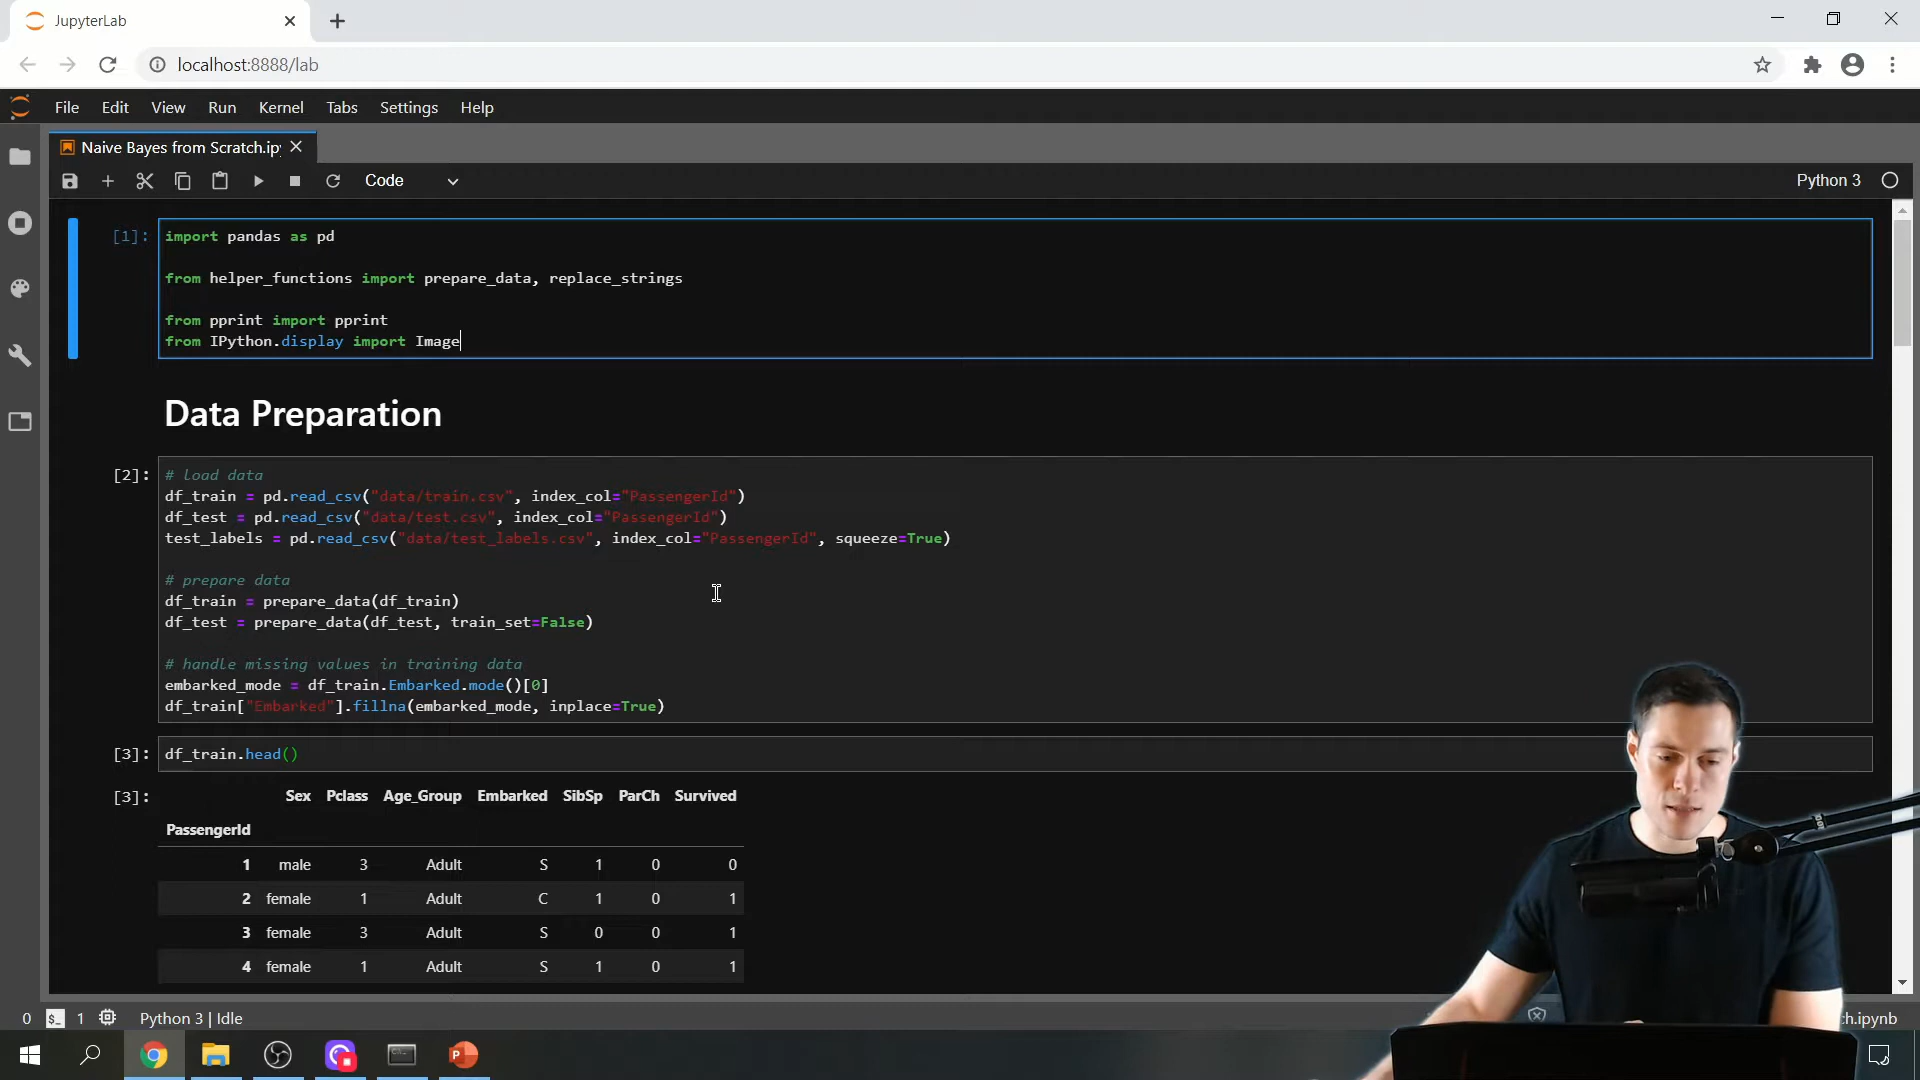 JupyterLab
localhost:8888/lab
File Edit View Run Kernel Tabs Settings Help
Naive Bayes from Scratch.ip
Code
Python 3
[1]: import pandas as pd
from helper_functions import prepare_data, replace_strings
from pprint import pprint
from IPython.display import Image
Data Preparation
[2]: # load data
df_train = pd.read_csv("data/train.csv", index_col="PassengerId")
df_test = pd.read_csv("data/test.csv", index_col="PassengerId")
test_labels = pd.read_csv("data/test_labels.csv", index_col="PassengerId", squeeze=True)
# prepare data
df_train = prepare_data(df_train)
df_test = prepare_data(df_test, train_set=False)
# handle missing values in training data
embarked_mode = df_train.Embarked.mode()[0]
df_train["Embarked"].fillna(embarked_mode, inplace=True)
[3]: df_train.head()
[3]: Sex Pclass Age_Group Embarked SibSp ParCh Survived
PassengerId
1 male 3 Adult S 1 0 0
2 female 1 Adult C 1 0 1
3 female 3 Adult S 0 0 1
4 female 1 Adult S 1 0 1
0 1 Python 3 | Idle
ch.ipynb